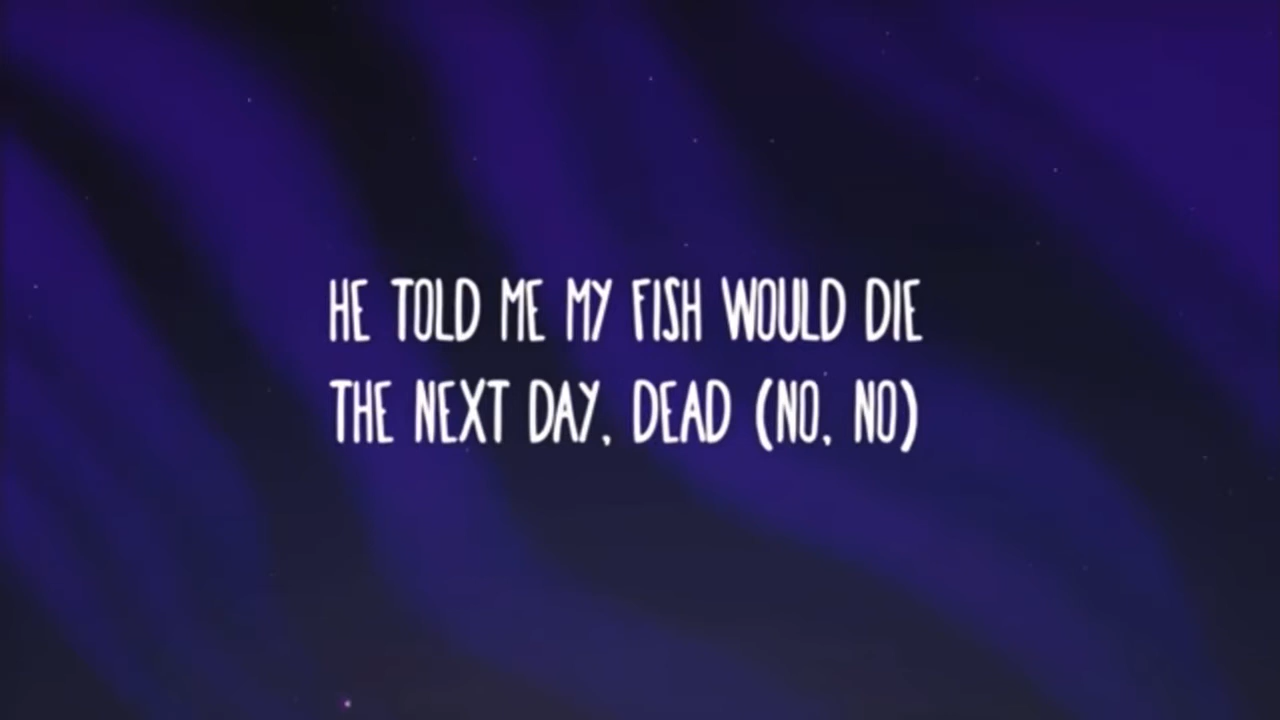 HE TOLD ME MY FISH WOULD DIE
THE NEXT DAY, DEAD (NO, NO)